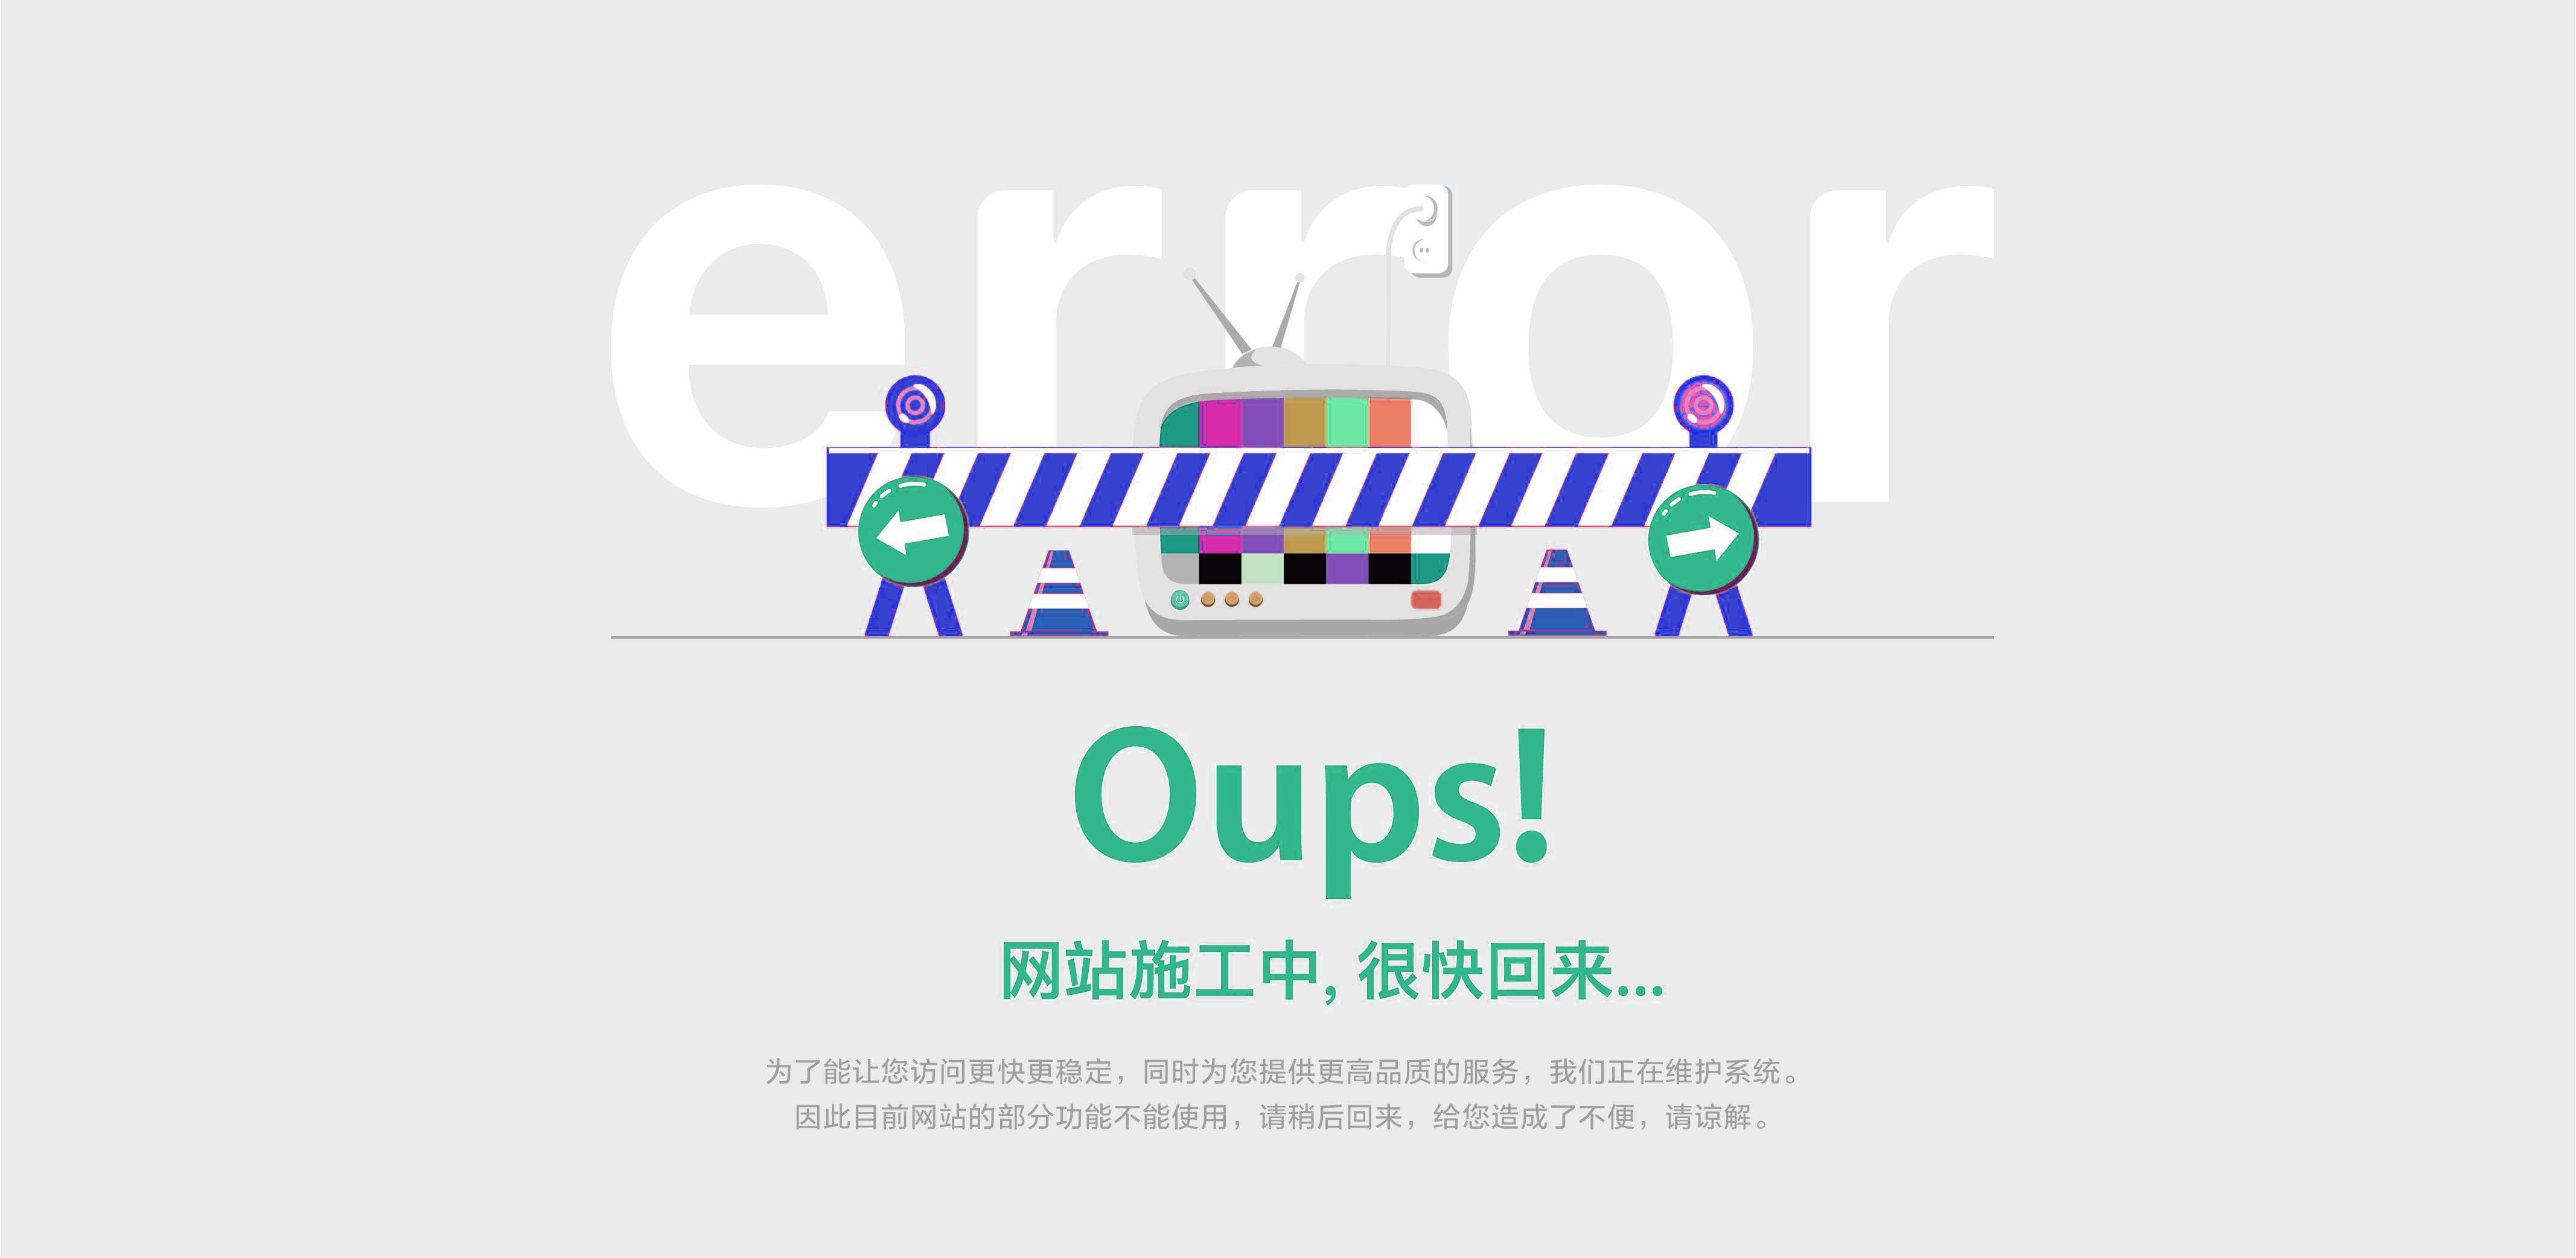 error
Oups!
网站施工中, 很快回来...
为了能让您访问更快更稳定，同时为您提供更高品质的服务，我们正在维护系统。
因此目前网站的部分功能不能使用，请稍后回来，给您造成了不便，请谅解。